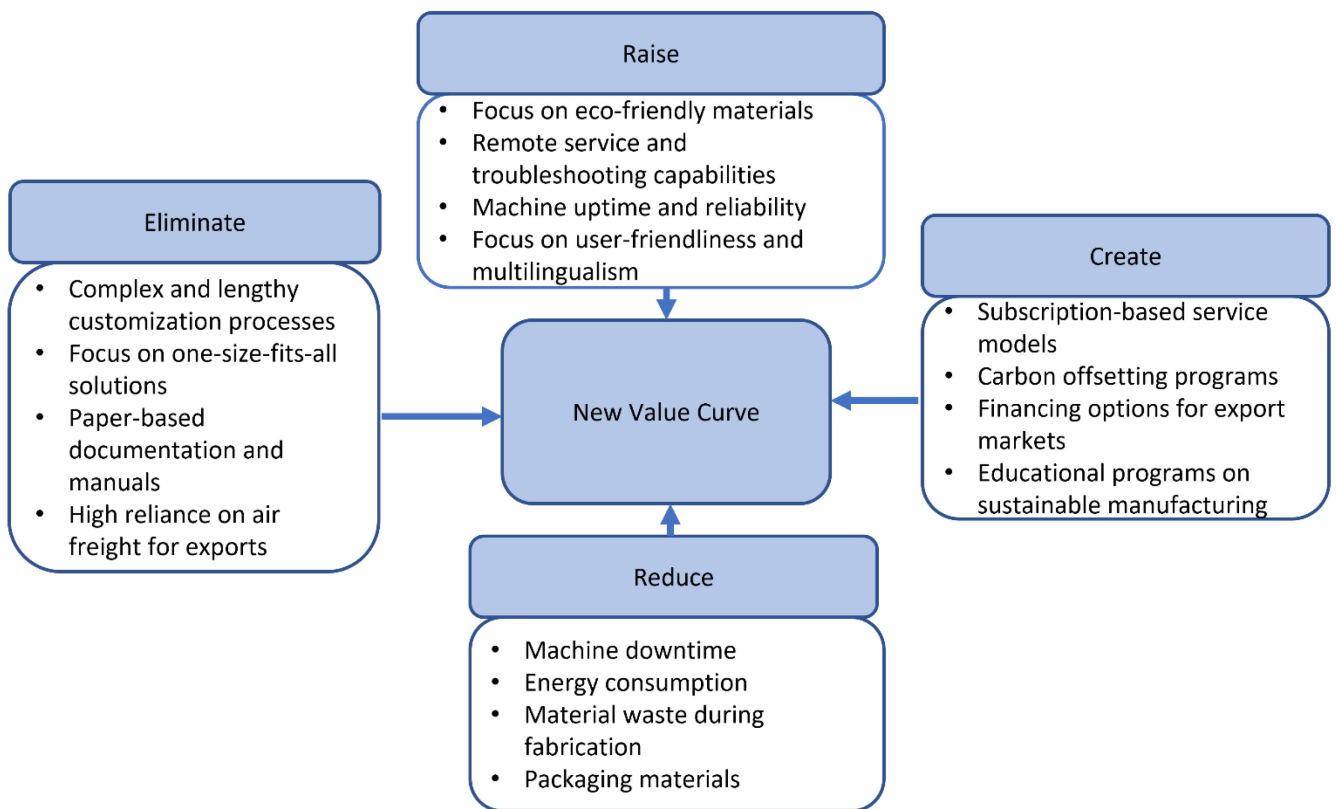 Raise
• Focus on eco-friendly materials
• Remote service and
troubleshooting capabilities
• Machine uptime and reliability
• Focus on user-friendliness and
multilingualism
Eliminate
• Complex and lengthy
customization processes
• Focus on one-size-fits-all
solutions
• Paper-based
documentation and
manuals
• High reliance on air
freight for exports
New Value Curve
Create
• Subscription-based service
models
• Carbon offsetting programs
• Financing options for export
markets
• Educational programs on
sustainable manufacturing
Reduce
• Machine downtime
• Energy consumption
• Material waste during
fabrication
• Packaging materials